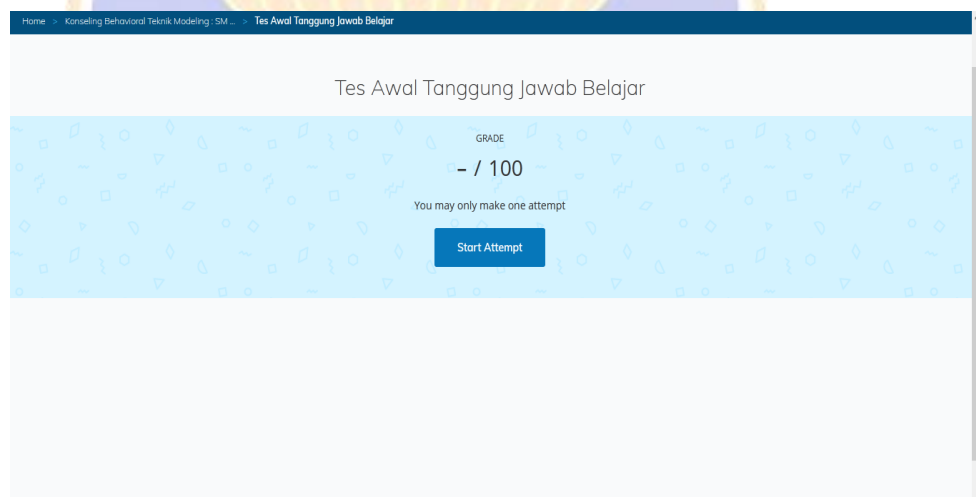 Home > Konseling Behavioral Teknik Modeling : SM ... > Tes Awal Tanggung Jawab Belajar
Tes Awal Tanggung Jawab Belajar
GRADE
– / 100
You may only make one attempt
Start Attempt